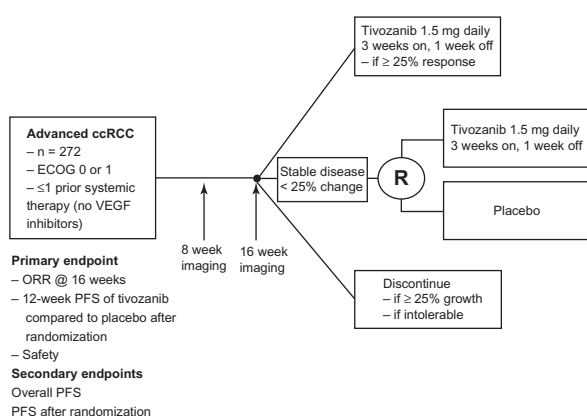 Advanced ccRCC
– n = 272
– ECOG 0 or 1
– ≤1 prior systemic
therapy (no VEGF
inhibitors)
Primary endpoint
– ORR @ 16 weeks
– 12-week PFS of tivozanib
compared to placebo after
randomization
– Safety
Secondary endpoints
Overall PFS
PFS after randomization
8 week
imaging
16 week
imaging
Tivozanib 1.5 mg daily
3 weeks on, 1 week off
– if ≥ 25% response
Stable disease
< 25% change
R
Tivozanib 1.5 mg daily
3 weeks on, 1 week off
Placebo
Discontinue
– if ≥ 25% growth
– if intolerable